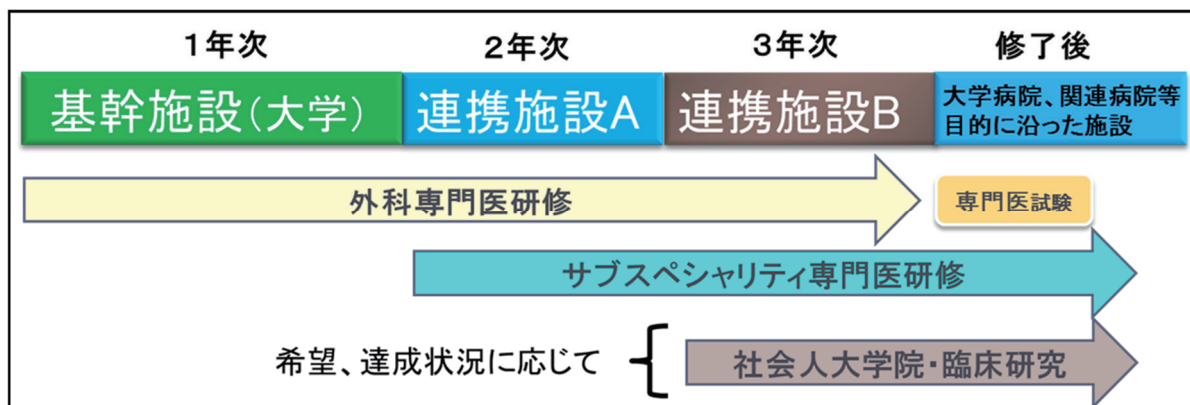 1年次
2年次
3年次
修了後
基幹施設(大学)
連携施設A
連携施設B
大学病院、関連病院等
目的に沿った施設
外科専門医研修
専門医試験
サブスペシャリティ専門医研修
希望、達成状況に応じて
社会人大学院・臨床研究